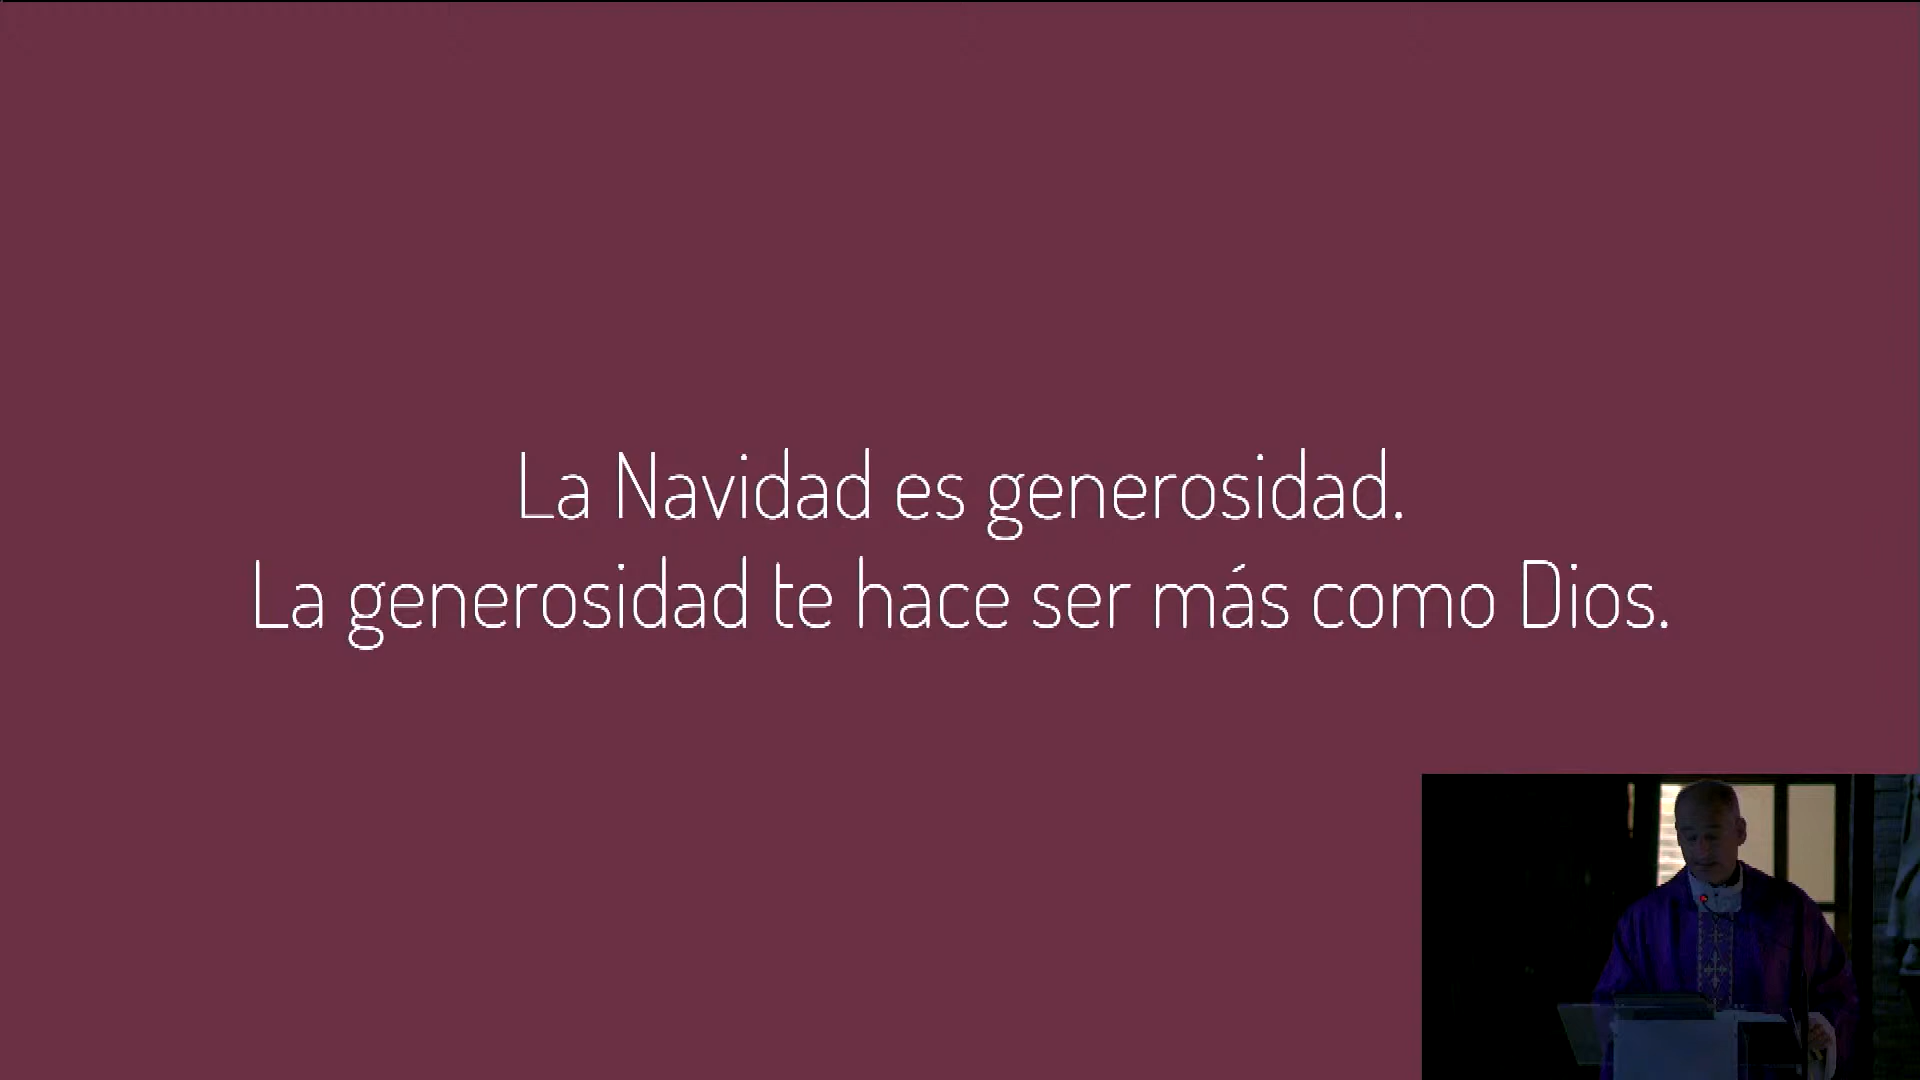 La Navidad es generosidad.
La generosidad te hace ser más como Dios.